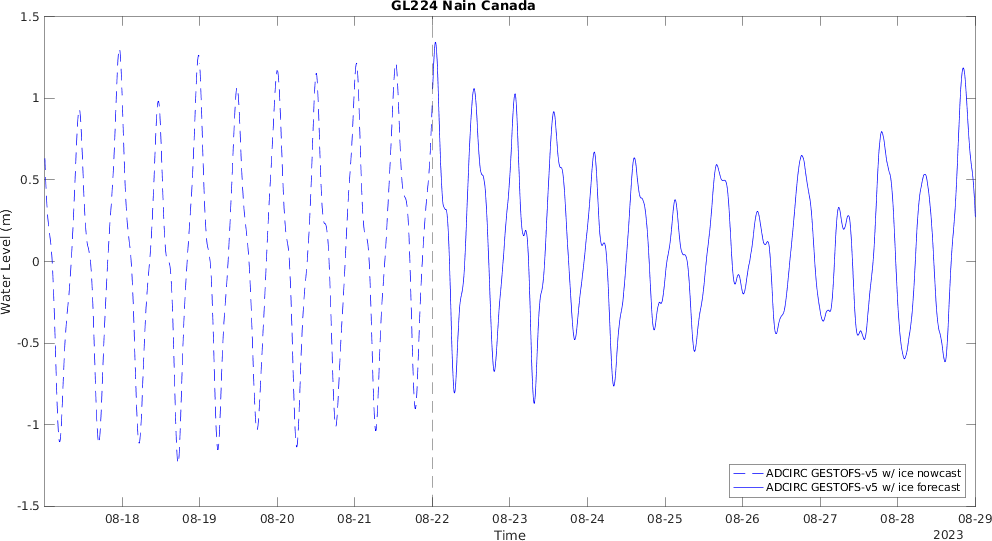 GL224 Nain Canada
1.5
1
0.5
0
-0.5
-1
-1.5
Water Level (m)
08-18 08-19 08-20 08-21 08-22 08-23 08-24 08-25 08-26 08-27 08-28 08-29
Time
2023
ADCIRC GESTOFS-v5 w/ ice nowcast
ADCIRC GESTOFS-v5 w/ ice forecast